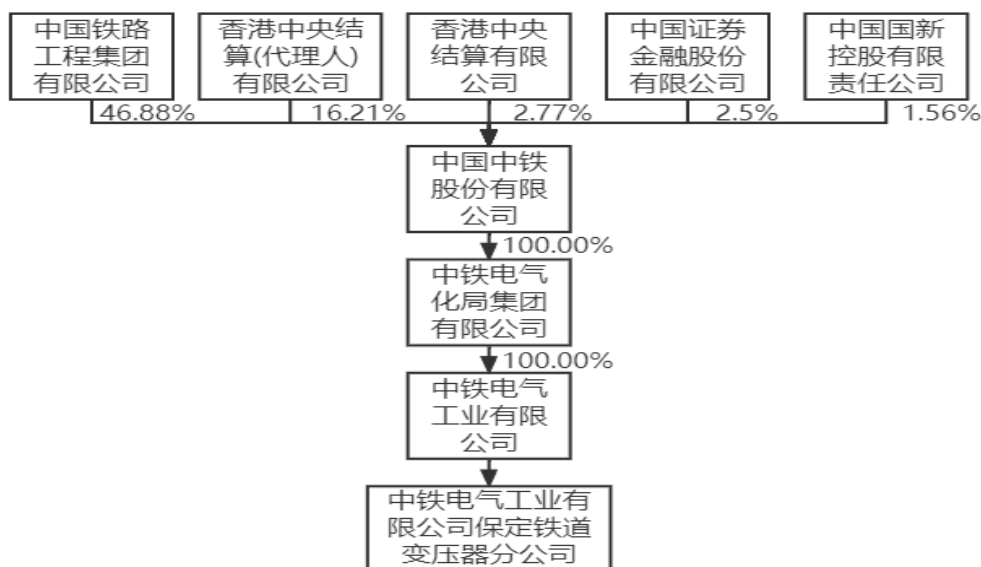 中国铁路
工程集团
有限公司
香港中央结
算(代理人)
有限公司
香港中央
结算有限
公司
中国证券
金融股份
有限公司
中国国新
控股有限
责任公司
46.88%
16.21%
2.77%
2.5%
1.56%
中国中铁
股份有限
公司
100.00%
中铁电气
化局集团
有限公司
100.00%
中铁电气
工业有限
公司
中铁电气工业有
限公司保定铁道
变压器分公司